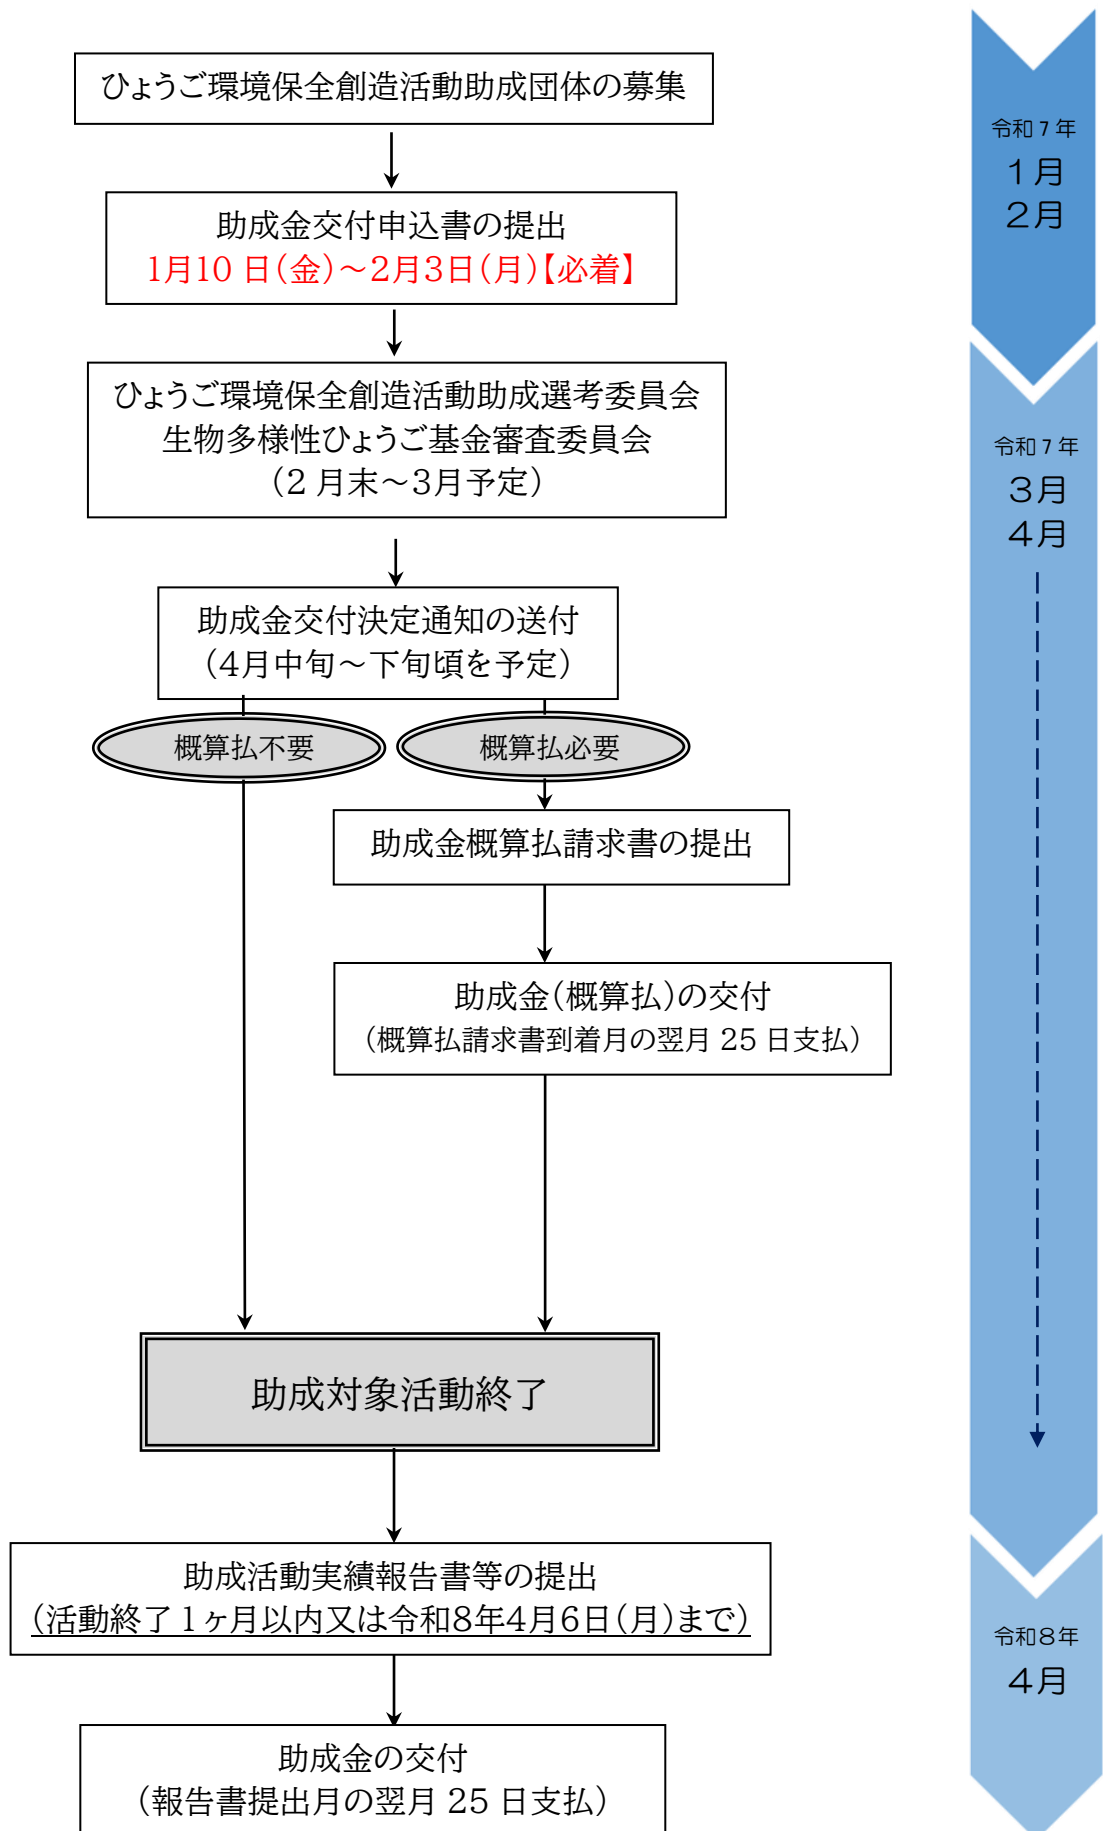 ひょうご環境保全創造活動助成団体の募集
助成金交付申込書の提出
1月10日(金)～2月3日(月)【必着】
ひょうご環境保全創造活動助成選考委員会
生物多様性ひょうご基金審査委員会
(2月末～3月予定)
助成金交付決定通知の送付
(4月中旬～下旬頃を予定)
概算払不要
概算払必要
助成金概算払請求書の提出
助成金(概算払)の交付
(概算払請求書到着月の翌月 25 日支払)
助成対象活動終了
助成活動実績報告書等の提出
(活動終了1ヶ月以内又は令和8年4月6日(月)まで)
助成金の交付
(報告書提出月の翌月 25 日支払)
令和7年
1月
2月
令和7年
3月
4月
令和8年
4月